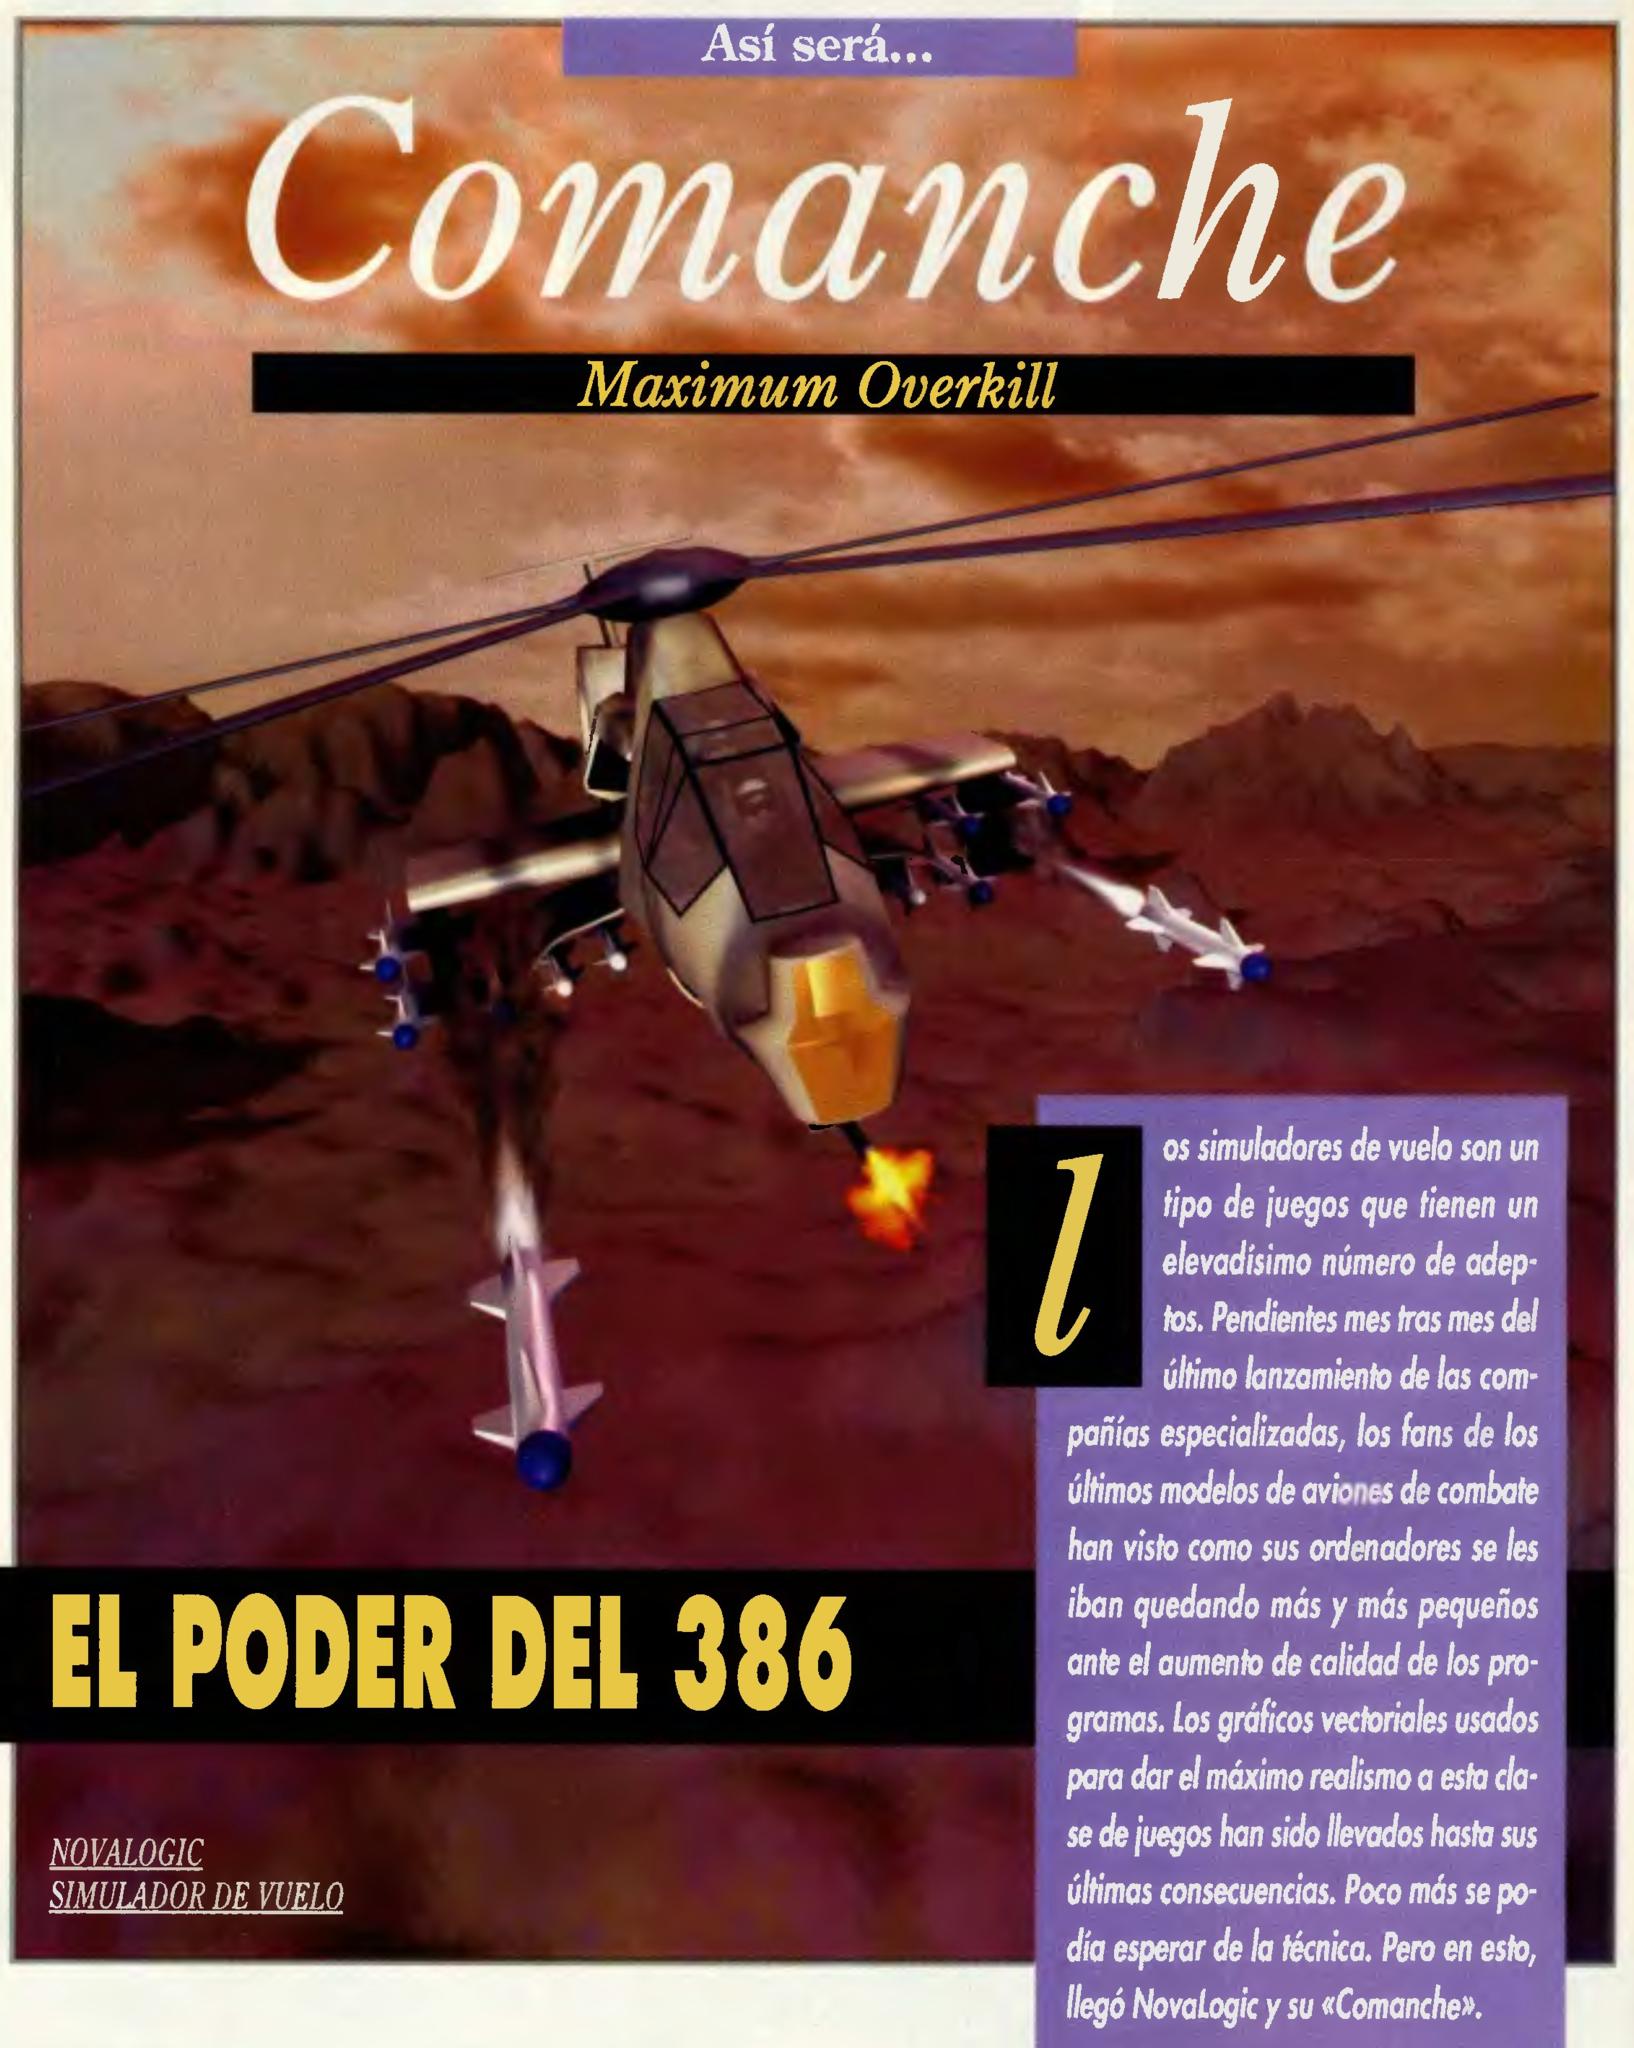 Así será...
Comanche
Maximum Overkill
los simuladores de vuelo son un
tipo de juegos que tienen un
elevadísimo número de adep-
tos. Pendientes mes tras mes del
último lanzamiento de las com-
pañías especializadas, los fans de los
últimos modelos de aviones de combate
han visto como sus ordenadores se les
iban quedando más y más pequeños
ante el aumento de calidad de los pro-
gramas. Los gráficos vectoriales usados
para dar el máximo realismo a esta cla-
se de juegos han sido llevados hasta sus
últimas consecuencias. Poco más se po-
día esperar de la técnica. Pero en esto,
llegó NovaLogic y su «Comanche».
EL PODER DEL 386
NOVALOGIC
SIMULADOR DE VUELO